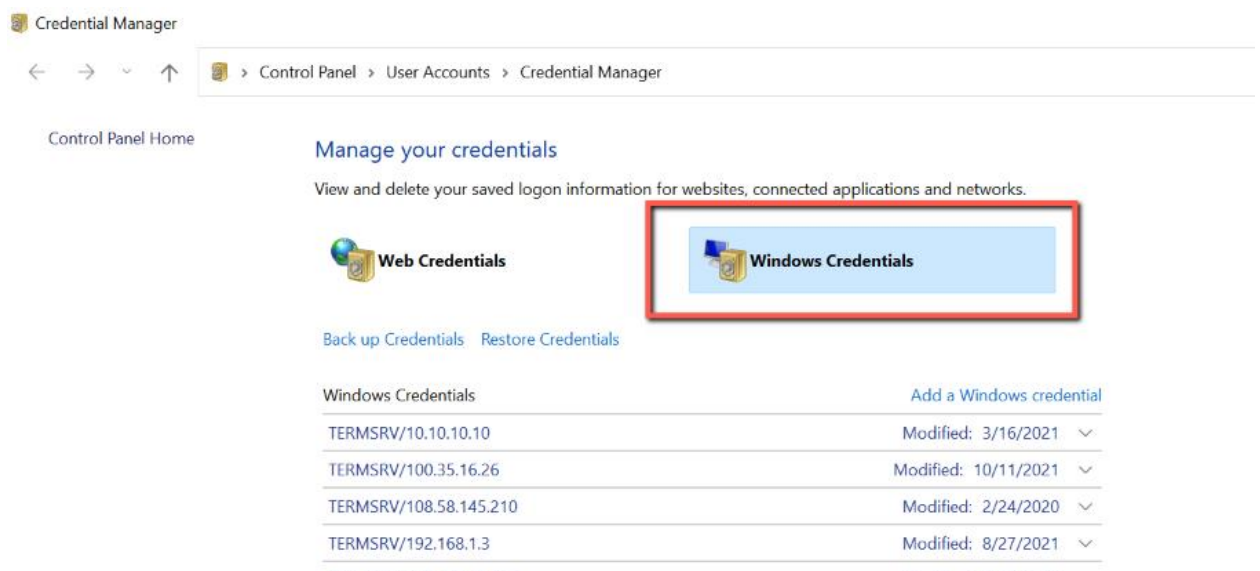 Credential Manager
Control Panel > User Accounts > Credential Manager
Control Panel Home
Manage your credentials
View and delete your saved logon information for websites, connected applications and networks.
Web Credentials Windows Credentials
Back up Credentials Restore Credentials
Windows Credentials Add a Windows credential
TERMSRV/10.10.10.10 Modified: 3/16/2021
TERMSRV/100.35.16.26 Modified: 10/11/2021
TERMSRV/108.58.145.210 Modified: 2/24/2020
TERMSRV/192.168.1.3 Modified: 8/27/2021